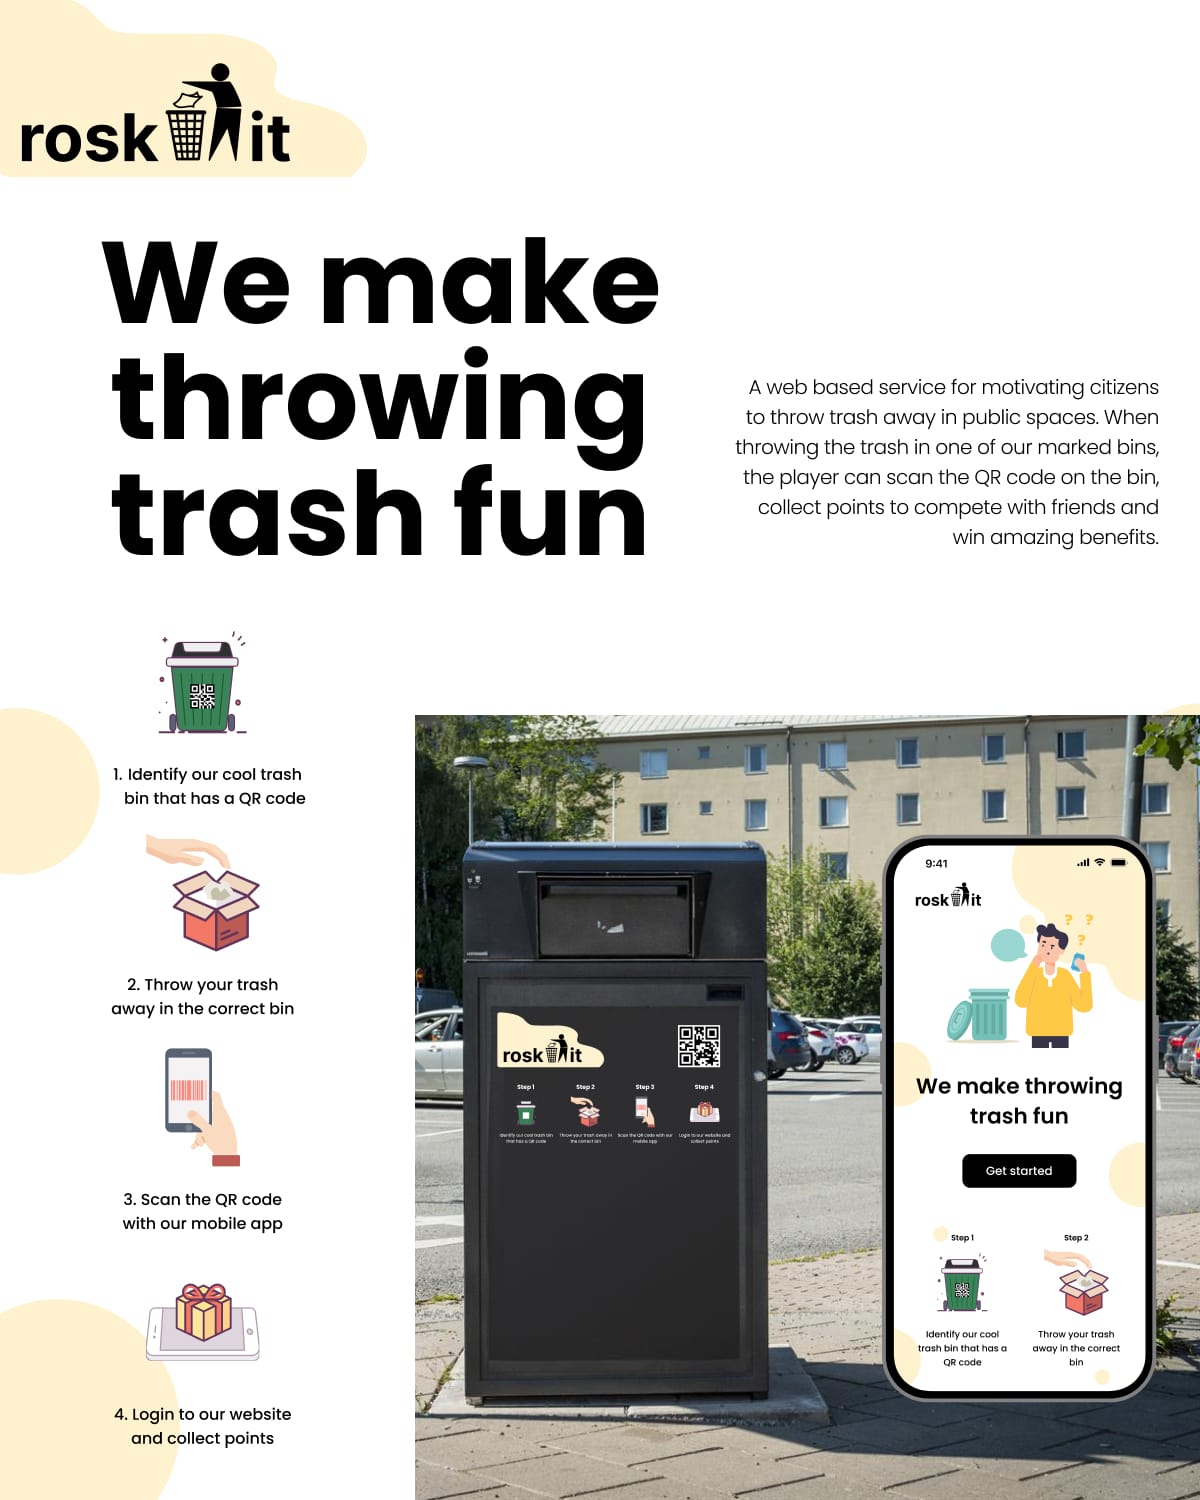 rosk it
We make
throwing
trash fun
A web based service for motivating citizens
to throw trash away in public spaces. When
throwing the trash in one of our marked bins,
the player can scan the QR code on the bin,
collect points to compete with friends and
win amazing benefits.
1. Identify our cool trash
bin that has a QR code
2. Throw your trash
away in the correct bin
3. Scan the QR code
with our mobile app
4. Login to our website
and collect points
rosk it
Step 1 Step 2 Step 3 Step 4
Identify our cool trash bin
that has a QR code
Throw your trash away in
the correct bin
Scan the QR code with our
mobile app
Login to our website and
collect points
9:41
rosk it
? ?
?
We make throwing
trash fun
Get started
Step 1
Identify our cool
trash bin that has a
QR code
Step 2
Throw your trash
away in the correct
bin